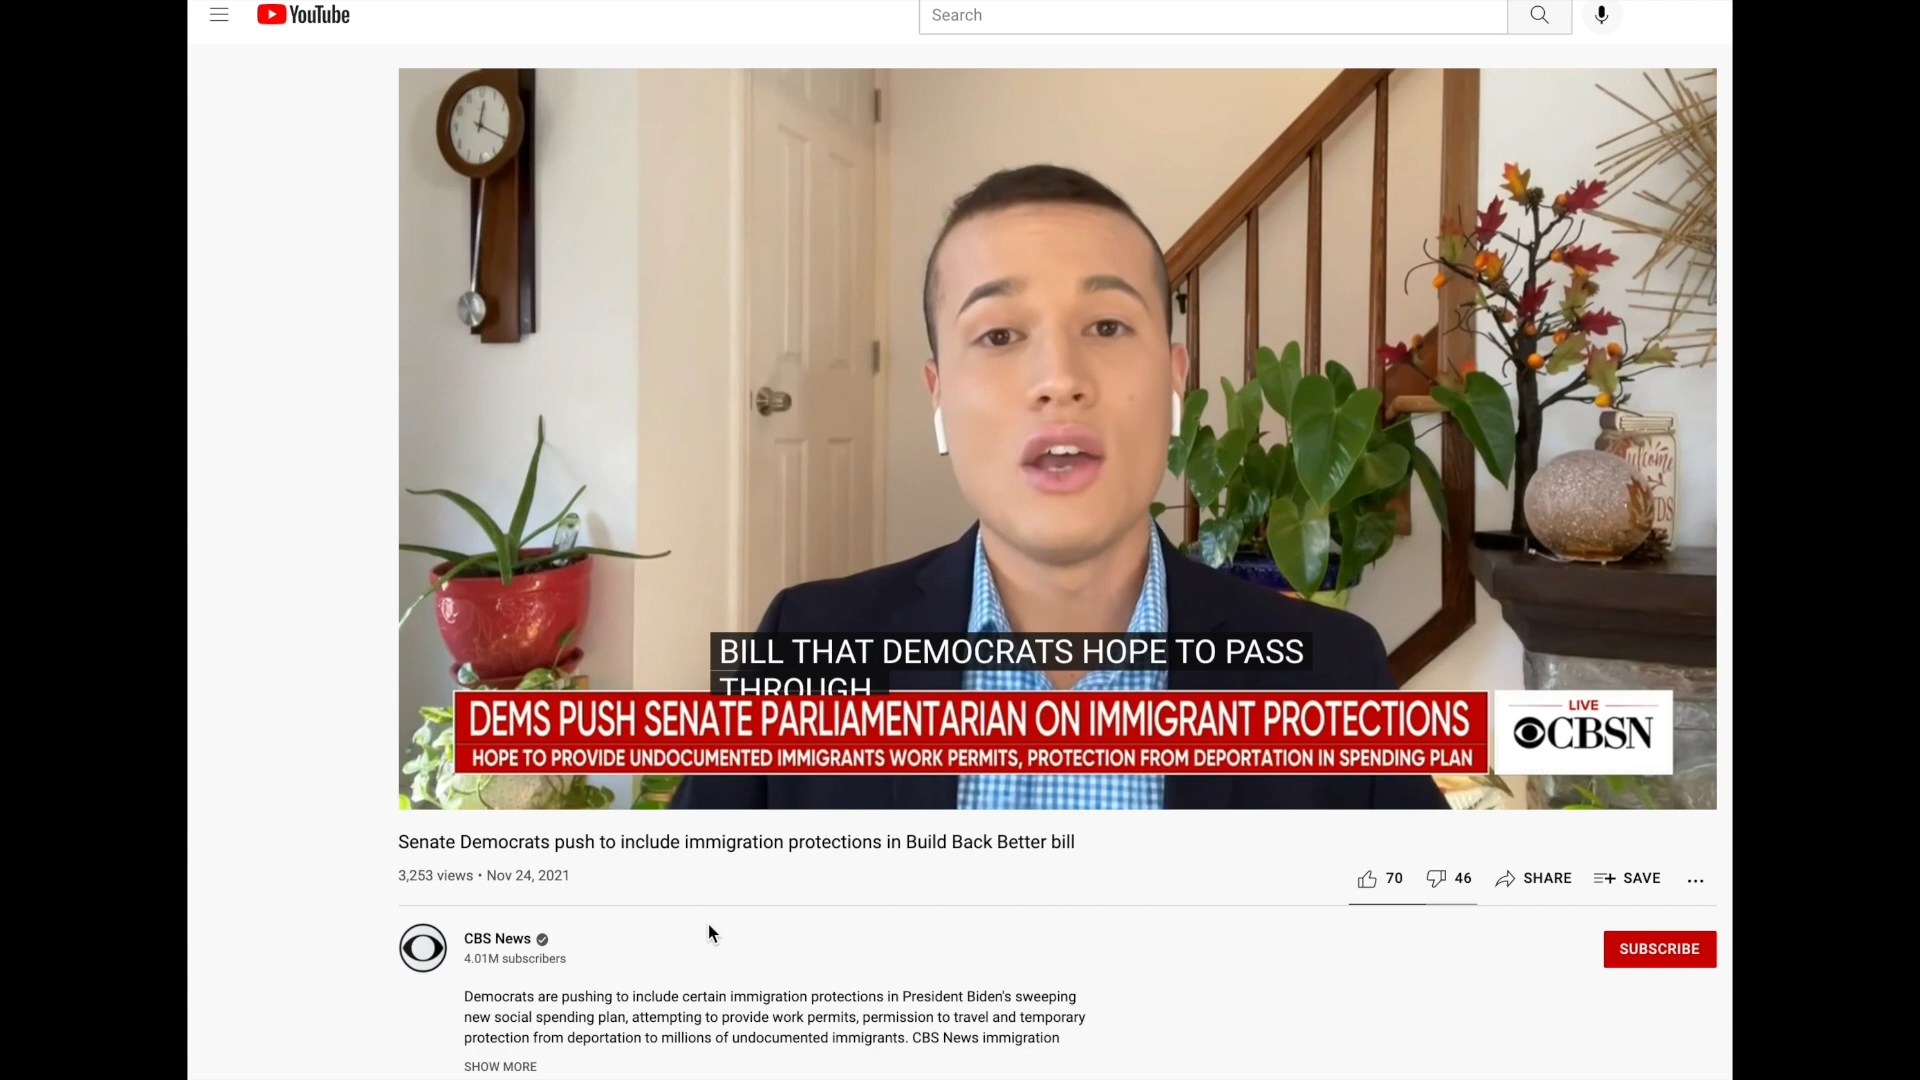 YouTube
Search
Welcome
BILL THAT DEMOCRATS HOPE TO PASS
THROUGH
DEMS PUSH SENATE PARLIAMENTARIAN ON IMMIGRANT PROTECTIONS
HOPE TO PROVIDE UNDOCUMENTED IMMIGRANTS WORK PERMITS, PROTECTION FROM DEPORTATION IN SPENDING PLAN
LIVE
CBSN
Senate Democrats push to include immigration protections in Build Back Better bill
3,253 views • Nov 24, 2021
70 46 SHARE SAVE ...
CBS News
4.01M subscribers
SUBSCRIBE
Democrats are pushing to include certain immigration protections in President Biden's sweeping
new social spending plan, attempting to provide work permits, permission to travel and temporary
protection from deportation to millions of undocumented immigrants. CBS News immigration
SHOW MORE